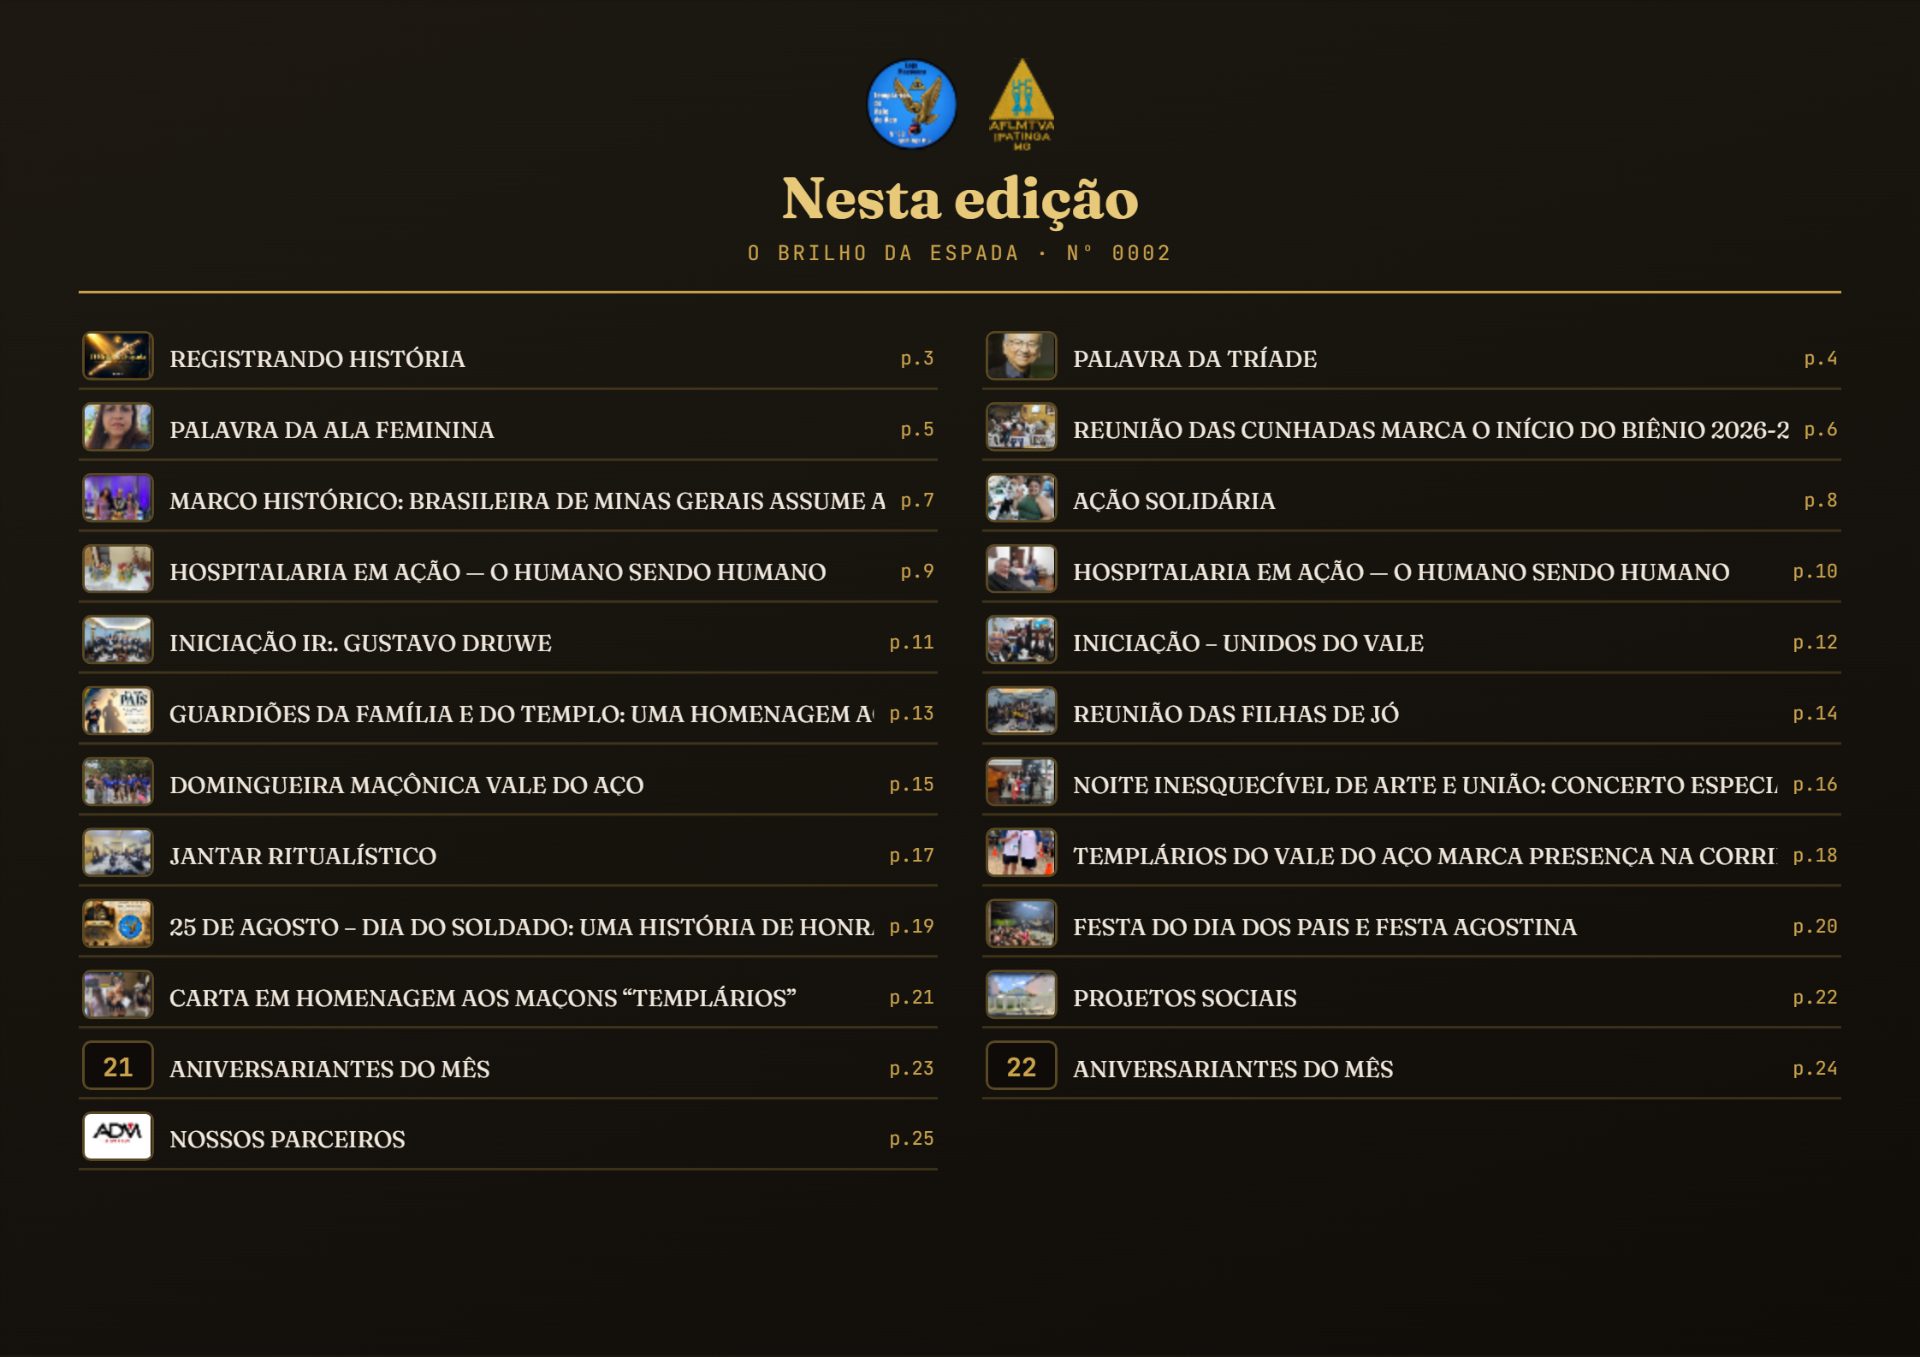 AFLMTVA
IPATINGA
MG
Nesta edição
O BRILHO DA ESPADA · Nº 0002
REGISTRANDO HISTÓRIA p.3
PALAVRA DA TRÍADE p.4
PALAVRA DA ALA FEMININA p.5
REUNIÃO DAS CUNHADAS MARCA O INÍCIO DO BIÊNIO 2026-2 p.6
MARCO HISTÓRICO: BRASILEIRA DE MINAS GERAIS ASSUME A p.7
AÇÃO SOLIDÁRIA p.8
HOSPITALARIA EM AÇÃO — O HUMANO SENDO HUMANO p.9
HOSPITALARIA EM AÇÃO — O HUMANO SENDO HUMANO p.10
INICIAÇÃO IR:. GUSTAVO DRUWE p.11
INICIAÇÃO – UNIDOS DO VALE p.12
GUARDIÕES DA FAMÍLIA E DO TEMPLO: UMA HOMENAGEM A p.13
REUNIÃO DAS FILHAS DE JÓ p.14
DOMINGUEIRA MAÇÔNICA VALE DO AÇO p.15
NOITE INESQUECÍVEL DE ARTE E UNIÃO: CONCERTO ESPECI p.16
JANTAR RITUALÍSTICO p.17
TEMPLÁRIOS DO VALE DO AÇO MARCA PRESENÇA NA CORRI p.18
25 DE AGOSTO – DIA DO SOLDADO: UMA HISTÓRIA DE HONR p.19
FESTA DO DIA DOS PAIS E FESTA AGOSTINA p.20
CARTA EM HOMENAGEM AOS MAÇONS “TEMPLÁRIOS” p.21
PROJETOS SOCIAIS p.22
21 ANIVERSARIANTES DO MÊS p.23
22 ANIVERSARIANTES DO MÊS p.24
ADM NOSSOS PARCEIROS p.25